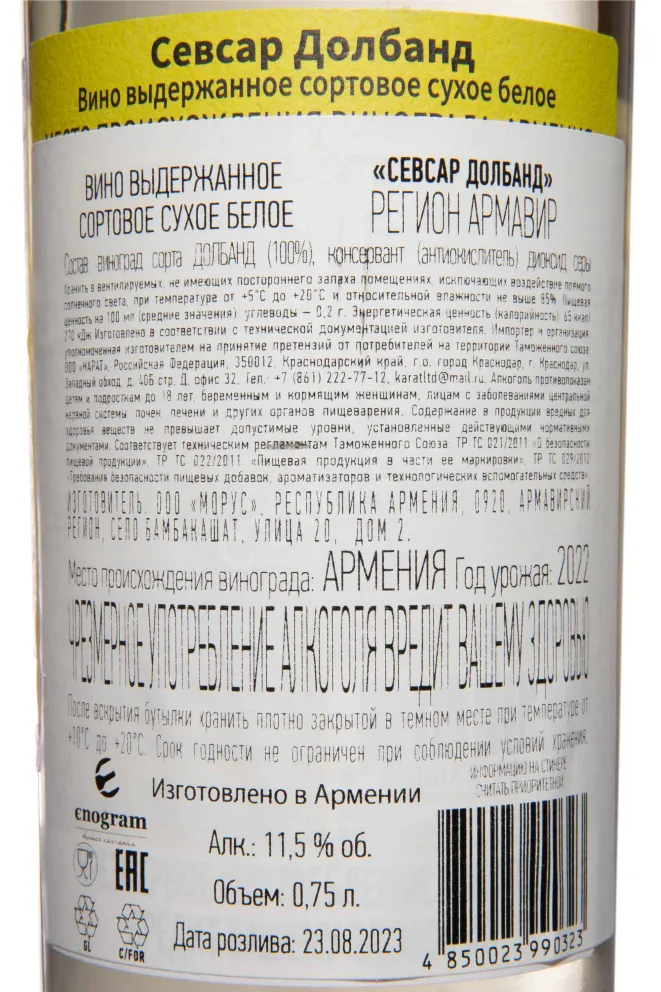 Севсар Долбанд
Вино выдержанное сортовое сухое белое
МЕСТО ПРОИСХОЖДЕНИЯ ВИНОГРАДА: АРМЕНИЯ
ВИНО ВЫДЕРЖАННОЕ
СОРТОВОЕ СУХОЕ БЕЛОЕ
«СЕВСАР ДОЛБАНД»
РЕГИОН АРМАВИР
Состав: виноград сорта ДОЛБАНД (100%), консервант (антиокислитель) диоксид серы
Хранить в вентилируемых, не имеющих постороннего запаха помещениях, исключающих воздействие прямого
солнечного света, при температуре от +5°C до +20°C и относительной влажности не выше 85%. Пищевая
ценность на 100 мл (средние значения): углеводы – 0,2 г. Энергетическая ценность (калорийность): 65 ккал/
270 кДж Изготовлено в соответствии с технической документацией изготовителя. Импортер и организация
уполномоченная изготовителем на принятие претензий от потребителей на территории Таможенного союза:
ООО «КАРАТ», Российская Федерация, 350012, Краснодарский край, г.о. город Краснодар, г Краснодар, ул.
Западный обход, д. 40Б стр. Д, офис 32. Тел.: +7 (861) 222-77-12, karatltd@mail.ru. Алкоголь противопоказан
детям и подросткам до 18 лет, беременным и кормящим женщинам, лицам с заболеваниями центральной
нервной системы, почек, печени и других органов пищеварения. Содержание в продукции вредных для
здоровья веществ не превышает допустимые уровни, установленные действующими нормативными
документами. Соответствует техническим регламентам Таможенного Союза: ТР ТС 021/2011 «О безопасности
пищевой продукции», ТР ТС 022/2011 «Пищевая продукция в части ее маркировки», ТР ТС 029/2012
«Требования безопасности пищевых добавок, ароматизаторов и технологических вспомогательных средств»
ИЗГОТОВИТЕЛЬ: ООО «МОРУС», РЕСПУБЛИКА АРМЕНИЯ, 0920, АРМАВИРСКИЙ
РЕГИОН, СЕЛО БАМБАКАШАТ, УЛИЦА 20, ДОМ 2.
Место происхождения винограда: АРМЕНИЯ Год урожая: 2022
ЧРЕЗМЕРНОЕ УПОТРЕБЛЕНИЕ АЛКОГОЛЯ ВРЕДИТ ВАШЕМУ ЗДОРОВЬЮ
После вскрытия бутылки хранить плотно закрытой в темном месте при температуре от
+10°C до +20°C. Срок годности не ограничен при соблюдении условий хранения.
ИНФОРМАЦИЮ НА СТИКЕРЕ
СЧИТАТЬ ПРИОРИТЕТНОЙ
Изготовлено в Армении
enogram
Алк.: 11,5 % об.
EAC
Объем: 0,75 л.
GL
C/FOR
Дата розлива: 23.08.2023
4 850023 990323